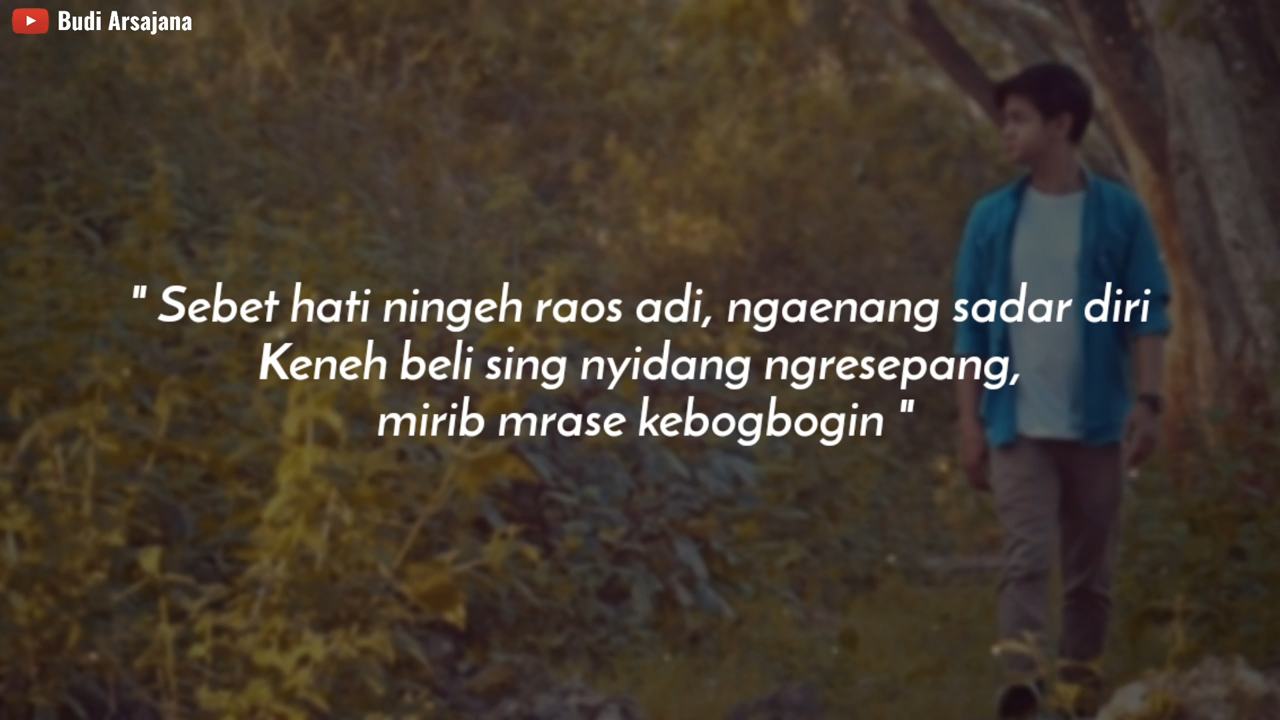 Budi Arsajana
" Sebet hati ningeh raos adi, ngaenang sadar diri
Keneh beli sing nyidang ngresepang,
mirib mrase kebogbogin "